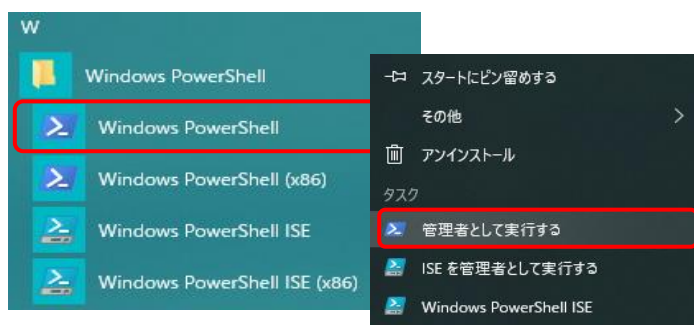 W
Windows PowerShell
Windows PowerShell
Windows PowerShell (x86)
Windows PowerShell ISE
Windows PowerShell ISE (x86)
スタートにピン留めする
その他
アンインストール
タスク
管理者として実行する
ISE を管理者として実行する
Windows PowerShell ISE